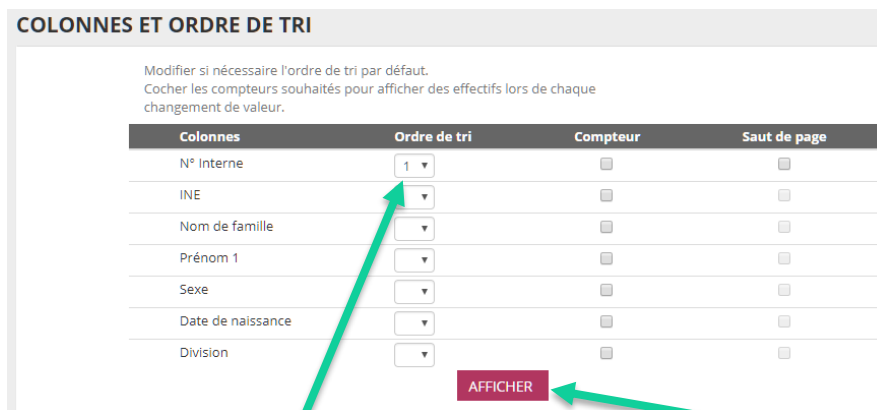 COLONNES ET ORDRE DE TRI
Modifier si nécessaire l'ordre de tri par défaut.
Cocher les compteurs souhaités pour afficher des effectifs lors de chaque
changement de valeur.
Colonnes Ordre de tri Compteur Saut de page
N° Interne 1
INE
Nom de famille
Prénom 1
Sexe
Date de naissance
Division
AFFICHER